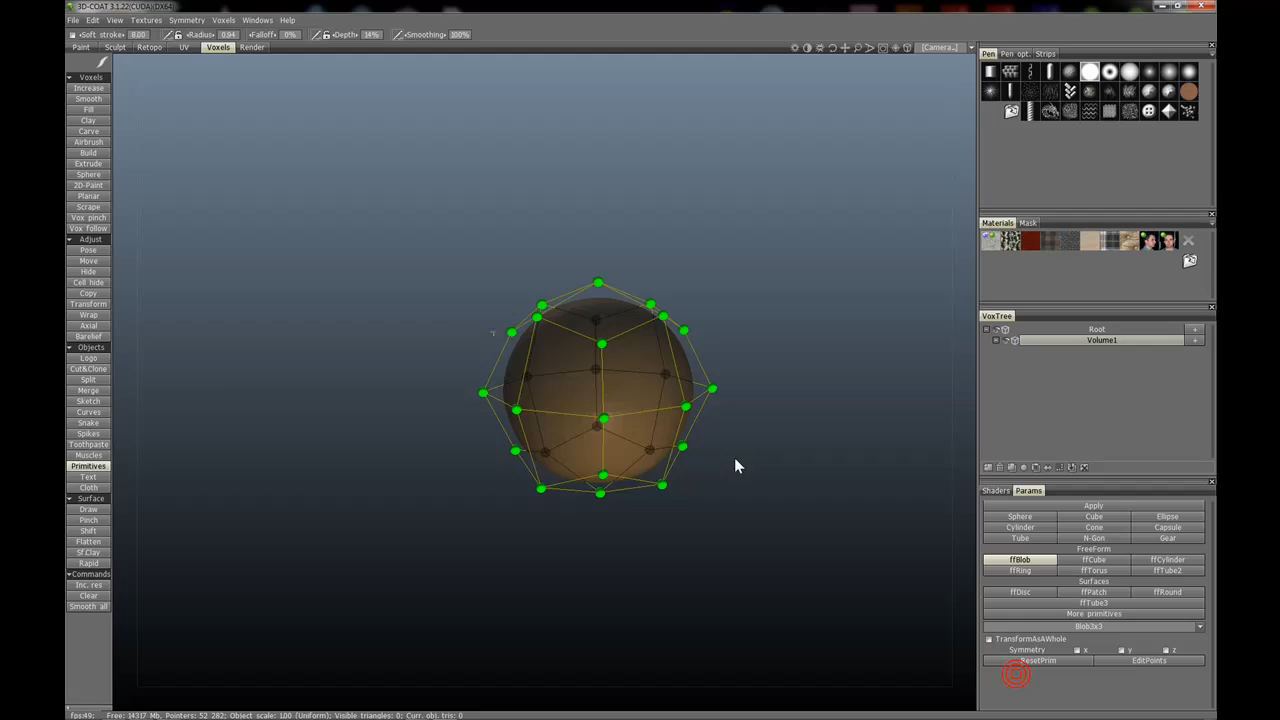 3D-COAT 3.1.22(CUDA)(DX64)
File Edit View Textures Symmetry Voxels Windows Help
Soft stroke: 8.00 Radius: 0.94 Falloff: 0% Depth: 14% Smoothing: 100%
Paint Sculpt Retopo UV Voxels Render
[Camera...]
Voxels
Increase
Smooth
Fill
Clay
Carve
Airbrush
Build
Extrude
Sphere
2D-Paint
Planar
Scrape
Vox pinch
Vox follow
Adjust
Pose
Move
Hide
Cell hide
Copy
Transform
Wrap
Axial
Barelief
Objects
Logo
Cut&Clone
Split
Merge
Sketch
Curves
Snake
Spikes
Toothpaste
Muscles
Primitives
Text
Cloth
Surface
Draw
Pinch
Shift
Flatten
Sf.Clay
Rapid
Commands
Inc. res
Clear
Smooth all
Pen Pen opt. Strips
Materials Mask
VoxTree
Root +
Volume1 +
Shaders Params
Apply
Sphere Cube Ellipse
Cylinder Cone Capsule
Tube N-Gon Gear
FreeForm
ffBlob ffCube ffCylinder
ffRing ffTorus ffTube2
Surfaces
ffDisc ffPatch ffRound
ffTube3
More primitives
Blob3x3
TransformAsAWhole
Symmetry x y z
ResetPrim EditPoints
fps:49; Free: 14317 Mb, Pointers: 52 282; Object scale: 1.00 (Uniform); Visible triangles: 0; Curr. obj. tris: 0